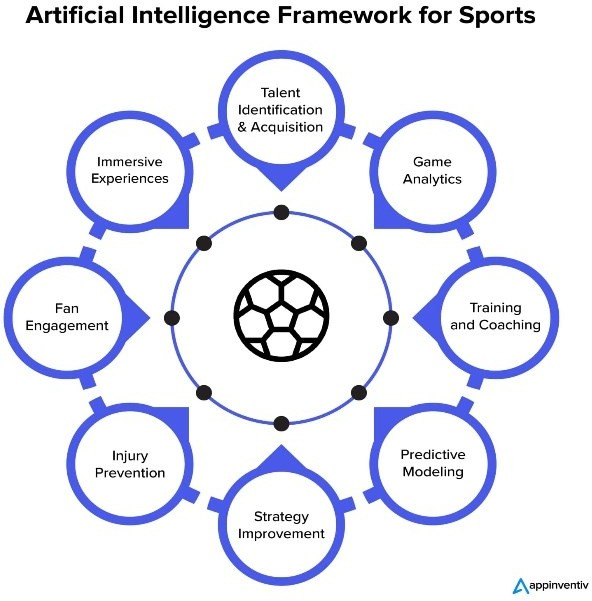 Artificial Intelligence Framework for Sports
Talent
Identification
& Acquisition
Game
Analytics
Training
and Coaching
Predictive
Modeling
Strategy
Improvement
Injury
Prevention
Fan
Engagement
Immersive
Experiences
appinventiv